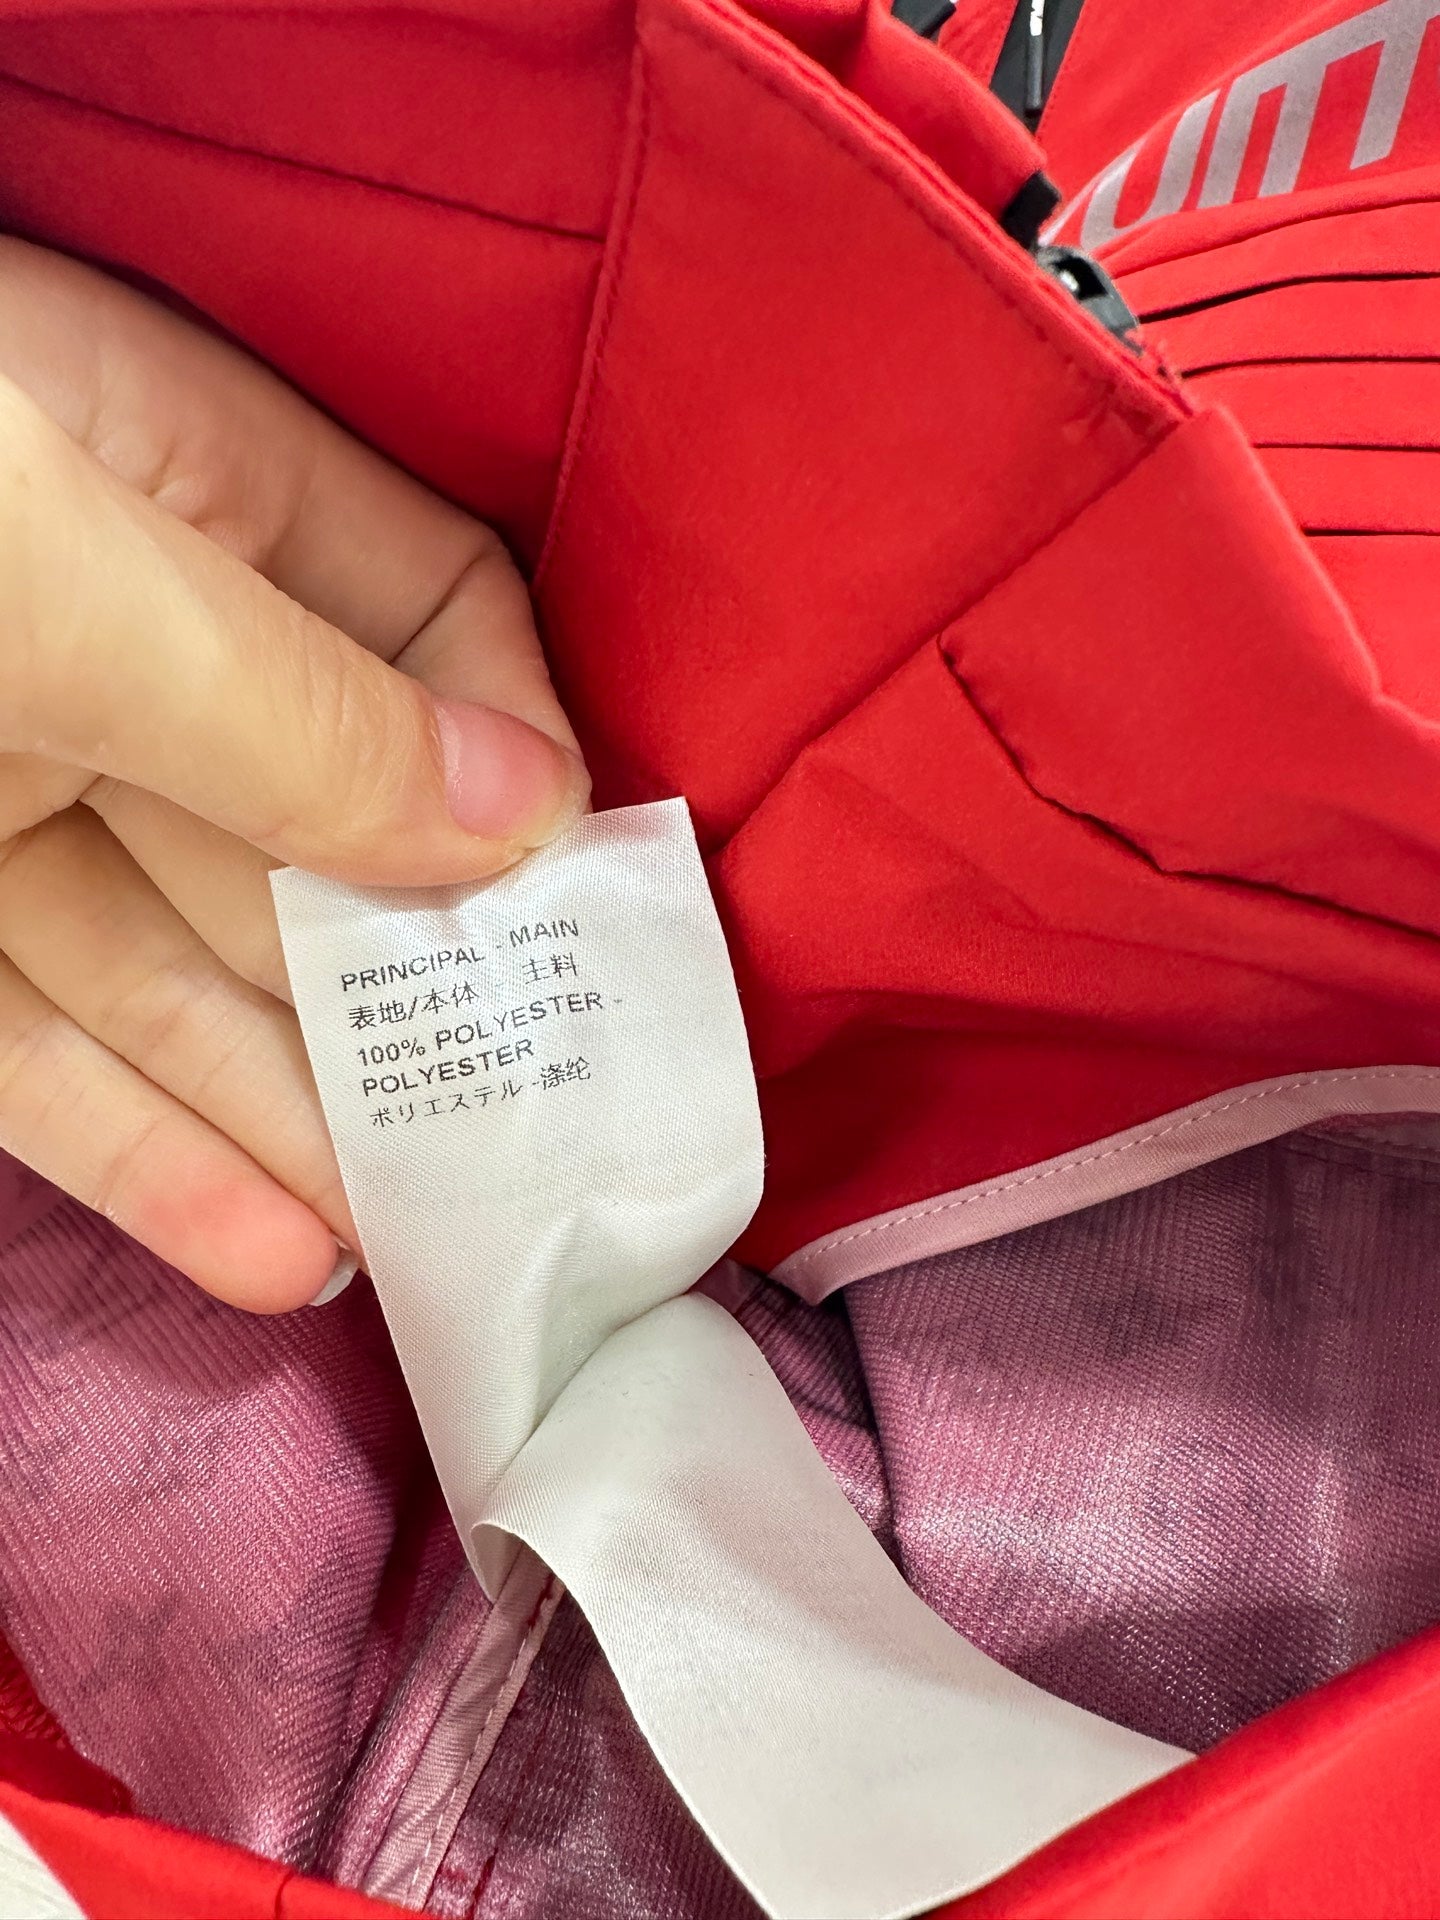 PRINCIPAL - MAIN
表地/本体 - 主料
100% POLYESTER -
POLYESTER
ポリエステル -涤纶